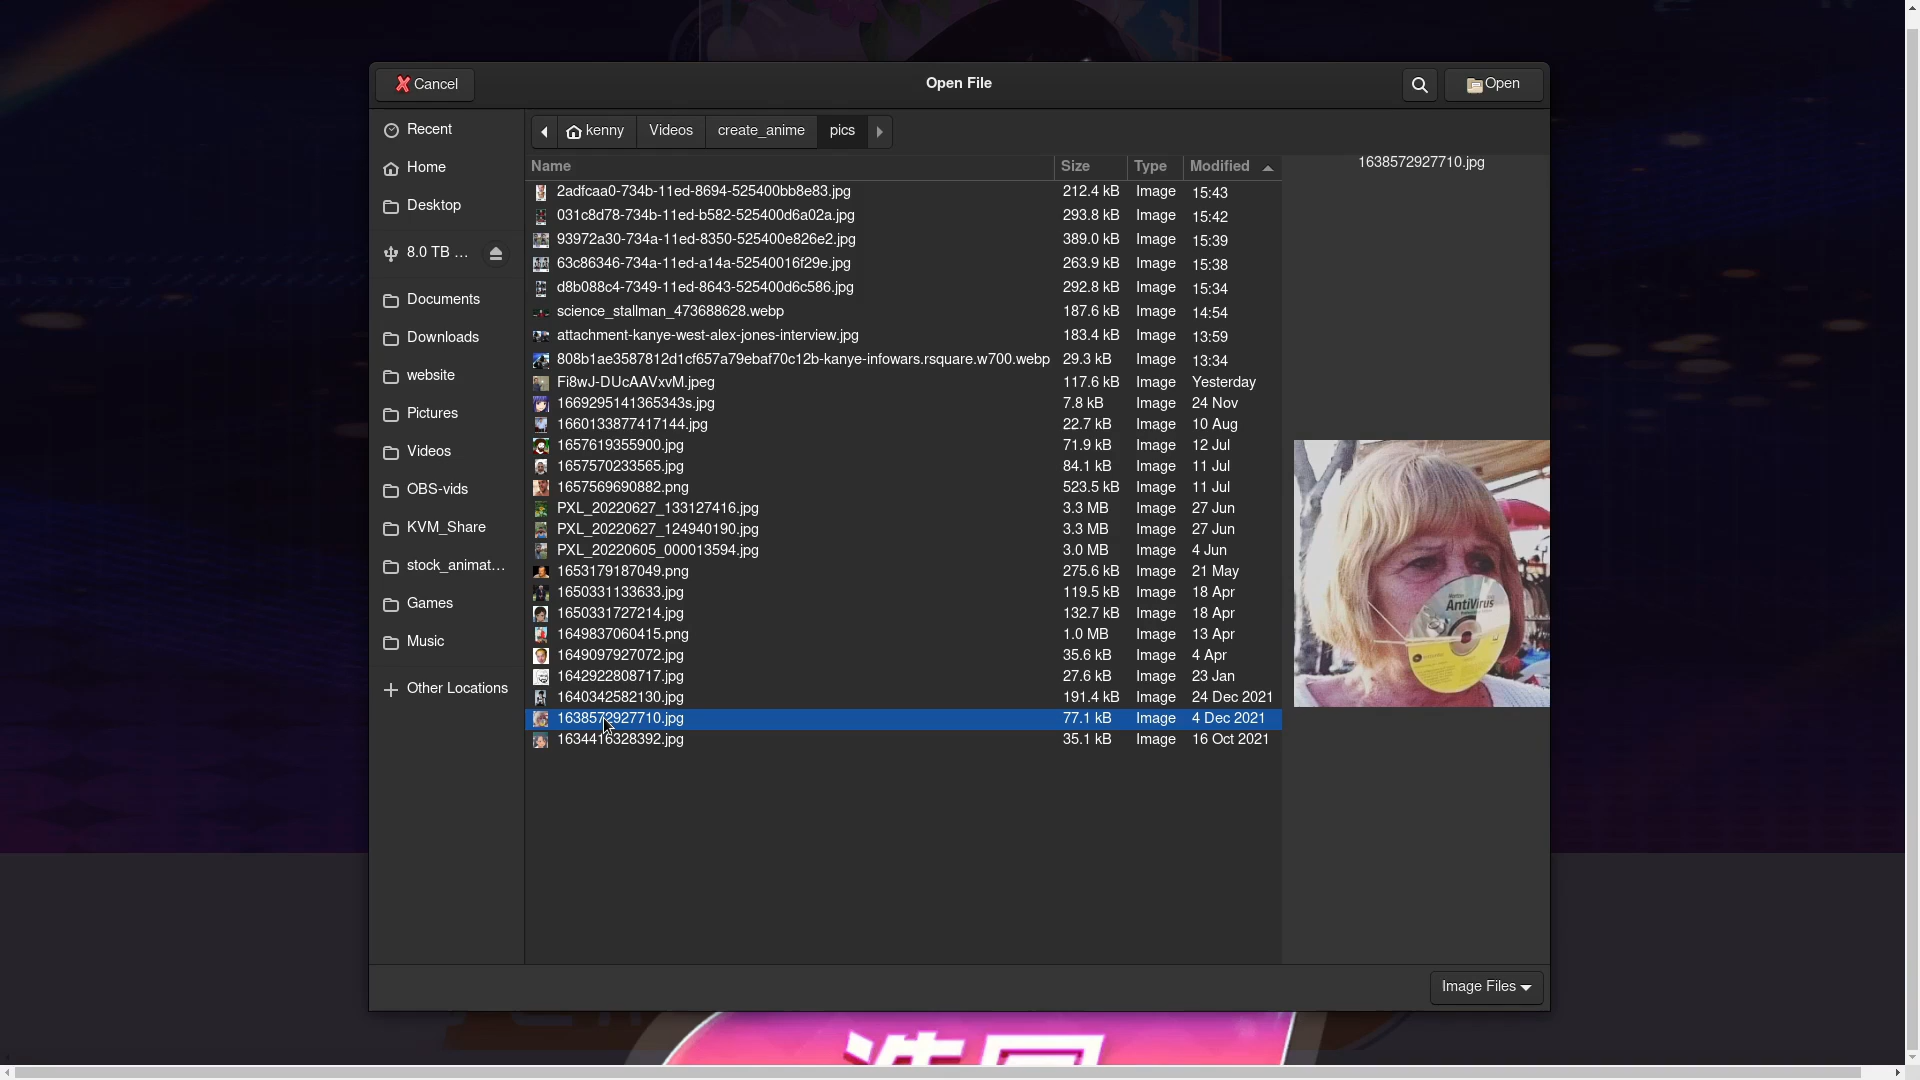 Cancel
Open File
Open
Recent
Home
Desktop
8.0 TB ...
Documents
Downloads
website
Pictures
Videos
OBS-vids
KVM_Share
stock_animat...
Games
Music
Other Locations
kenny Videos create_anime pics
Name Size Type Modified
2adfcaa0-734b-11ed-8694-525400bb8e83.jpg 212.4 kB Image 15:43
031c8d78-734b-11ed-b582-525400d6a02a.jpg 293.8 kB Image 15:42
93972a30-734a-11ed-8350-525400e826e2.jpg 389.0 kB Image 15:39
63c86346-734a-11ed-a14a-52540016f29e.jpg 263.9 kB Image 15:38
d8b088c4-7349-11ed-8643-525400d6c586.jpg 292.8 kB Image 15:34
science_stallman_473688628.webp 187.6 kB Image 14:54
attachment-kanye-west-alex-jones-interview.jpg 183.4 kB Image 13:59
808b1ae3587812d1cf657a79ebaf70c12b-kanye-infowars.rsquare.w700.webp 29.3 kB Image 13:34
Fi8wJ-DUcAAVxvM.jpeg 117.6 kB Image Yesterday
1669295141365343s.jpg 7.8 kB Image 24 Nov
1660133877417144.jpg 22.7 kB Image 10 Aug
1657619355900.jpg 71.9 kB Image 12 Jul
1657570233565.jpg 84.1 kB Image 11 Jul
1657569690882.png 523.5 kB Image 11 Jul
PXL_20220627_133127416.jpg 3.3 MB Image 27 Jun
PXL_20220627_124940190.jpg 3.3 MB Image 27 Jun
PXL_20220605_000013594.jpg 3.0 MB Image 4 Jun
1653179187049.png 275.6 kB Image 21 May
1650331133633.jpg 119.5 kB Image 18 Apr
1650331727214.jpg 132.7 kB Image 18 Apr
1649837060415.png 1.0 MB Image 13 Apr
1649097927072.jpg 35.6 kB Image 4 Apr
1642922808717.jpg 27.6 kB Image 23 Jan
1640342582130.jpg 191.4 kB Image 24 Dec 2021
1638572927710.jpg 77.1 kB Image 4 Dec 2021
1634416328392.jpg 35.1 kB Image 16 Oct 2021
1638572927710.jpg
Norton
AntiVirus
Image Files